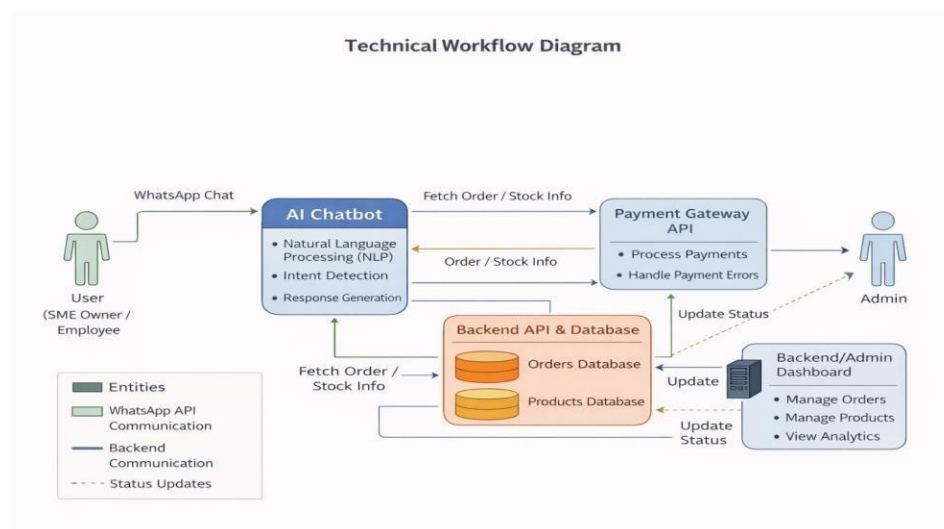 Technical Workflow Diagram
WhatsApp Chat
Fetch Order / Stock Info
AI Chatbot
• Natural Language
Processing (NLP)
• Intent Detection
• Response Generation
Order / Stock Info
Payment Gateway
API
• Process Payments
• Handle Payment Errors
User
(SME Owner /
Employee
Admin
Update Status
Backend API & Database
Orders Database
Products Database
Fetch Order /
Stock Info
Update
Update
Status
Backend/Admin
Dashboard
• Manage Orders
• Manage Products
• View Analytics
Entities
WhatsApp API
Communication
Backend
Communication
Status Updates